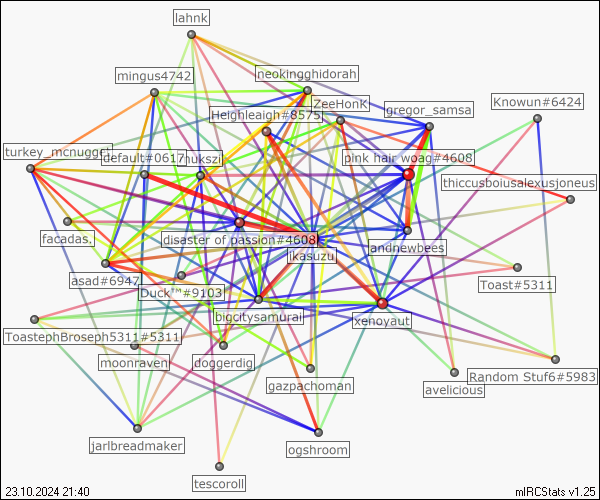 lahnk
mingus4742
neokingghidorah
ZeeHonK
gregor_samsa
Knowun#6424
Heighleaigh#8575
turkey_mcnugget
default#0617
hukszil
pink hair woag#4608
thiccusboiusalexusjoneus
facadas.
disaster of passion#4608
landnewbees
ikasuzu
asad#6947
Duck™#9103
Toast#5311
bigcitysamurai
xenoyaut
ToastephBroseph5311#5311
moonraven
doggerdig
gazpachoman
avelicious
Random Stuf6#5983
jarlbreadmaker
ogshroom
tescoroll
23.10.2024 21:40
mIRCStats v1.25